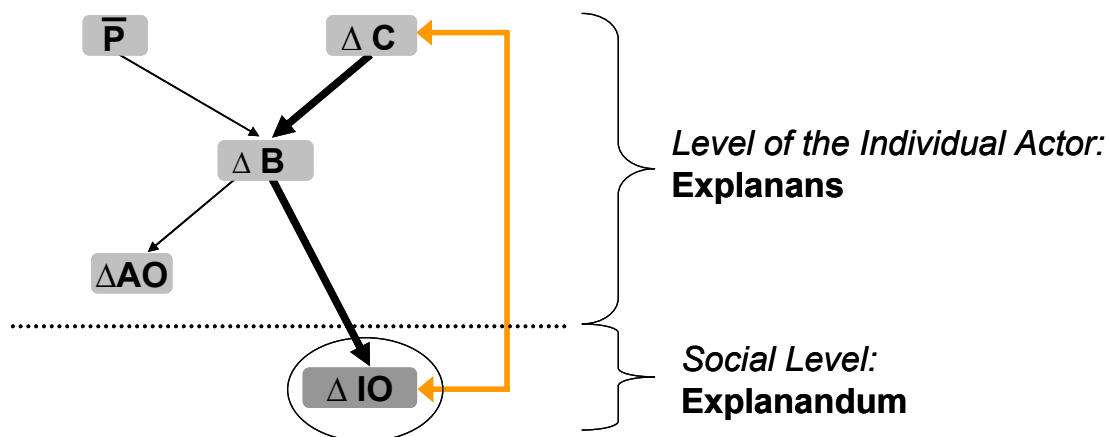 P̅
Δ C
Δ B
Level of the Individual Actor:
Explanans
ΔAO
Δ IO
Social Level:
Explanandum